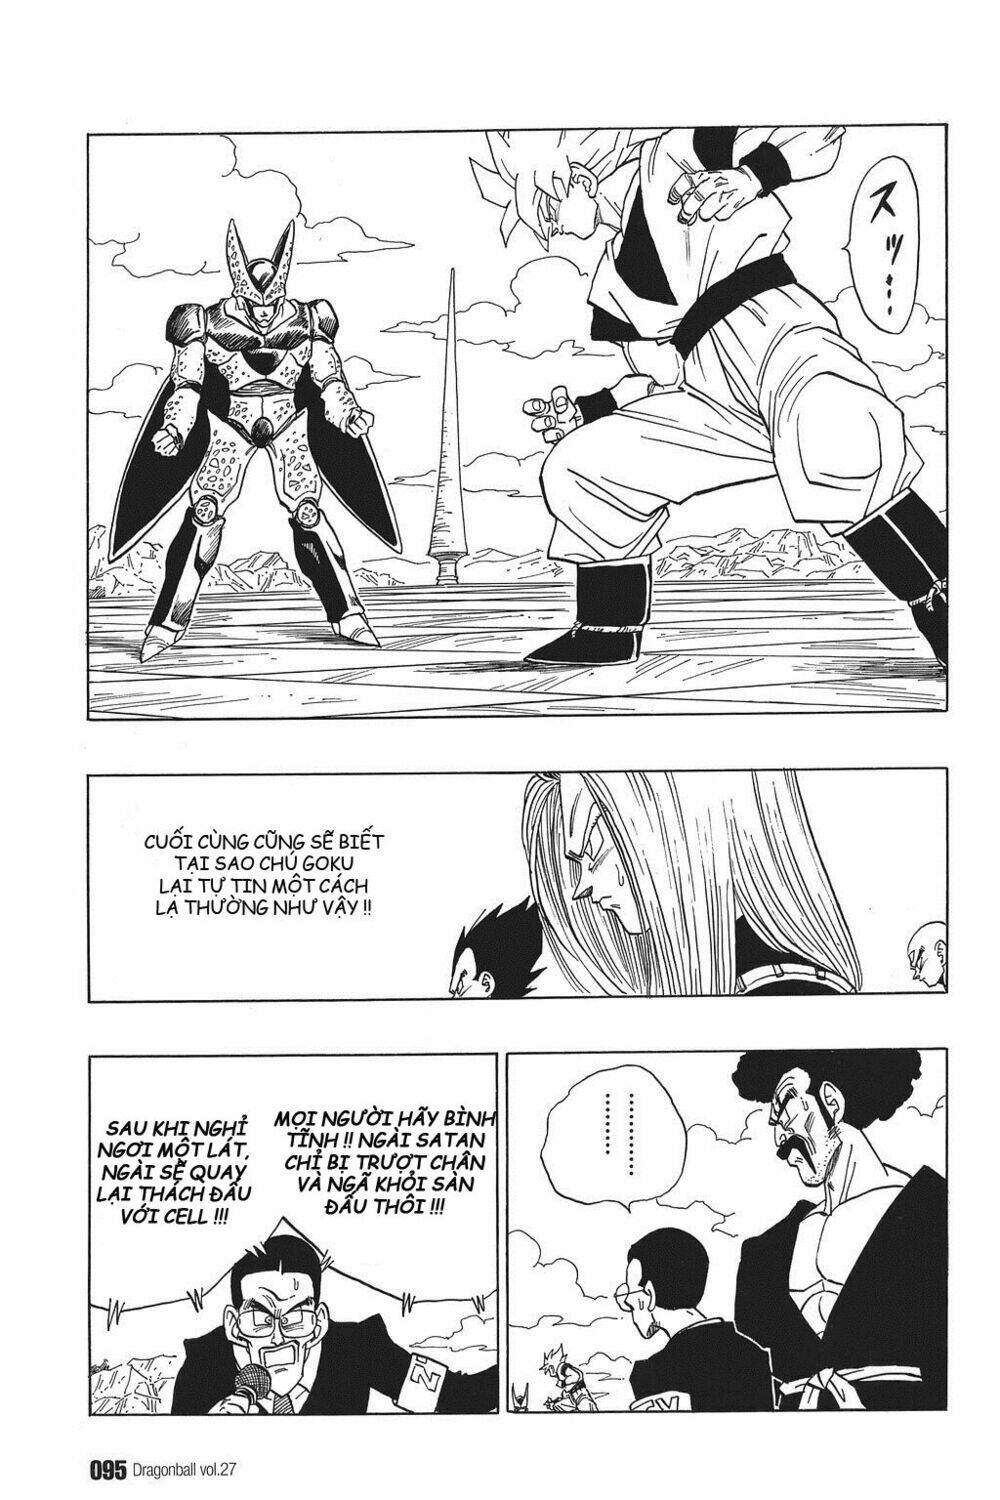 スッ…
CUỐI CÙNG CŨNG SẼ BIẾT
TẠI SAO CHÚ GOKU
LẠI TỰ TIN MỘT CÁCH
LẠ THƯỜNG NHƯ VẬY !!
MỌI NGƯỜI HÃY BÌNH
TĨNH !! NGÀI SATAN
CHỈ BỊ TRƯỢT CHÂN
VÀ NGÃ KHỎI SÀN
ĐẤU THÔI !!!
SAU KHI NGHỈ
NGƠI MỘT LÁT,
NGÀI SẼ QUAY
LẠI THÁCH ĐẤU
VỚI CELL !!!
............
095 Dragonball vol.27